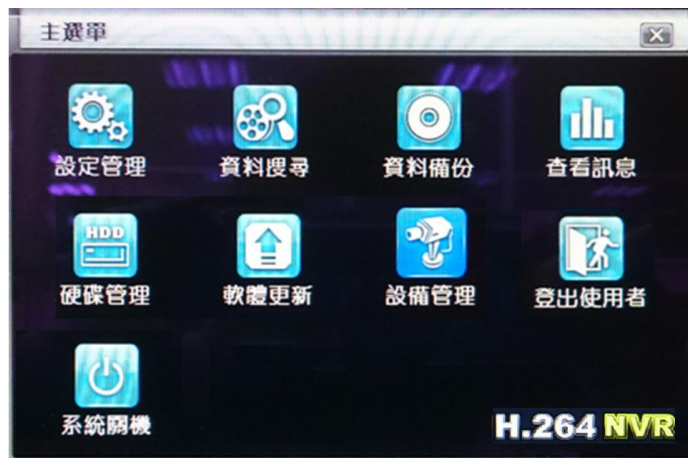 主選單
設定管理
資料搜尋
資料備份
查看訊息
HDD
硬碟管理
軟體更新
設備管理
登出使用者
系統關機
H.264 NVR